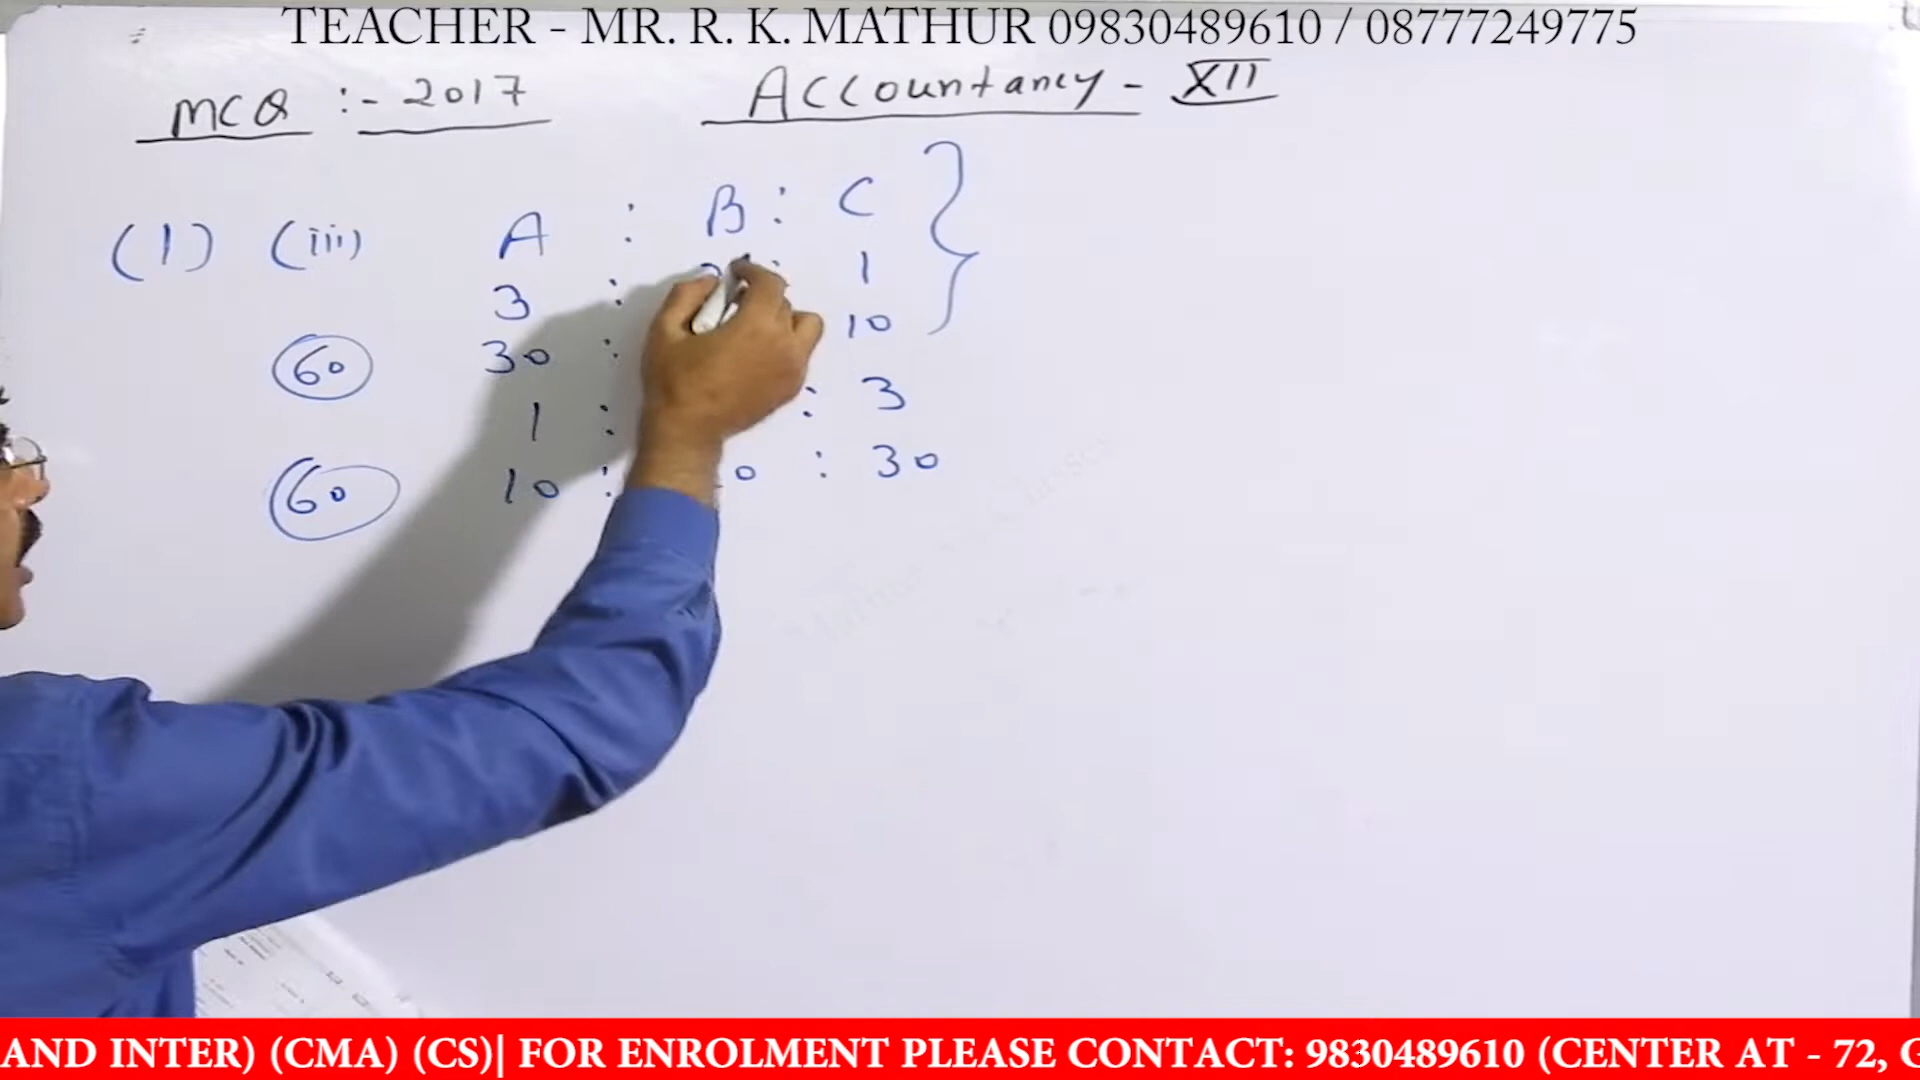 TEACHER - MR. R. K. MATHUR 09830489610 / 08777249775
MCQ :- 2017 Accountancy - XII
(1) (iii) A : B : C
3 : : 1
60 30 : 10
1 : : 3
60 10 : : 30
AND INTER) (CMA) (CS)| FOR ENROLMENT PLEASE CONTACT: 9830489610 (CENTER AT - 72, G